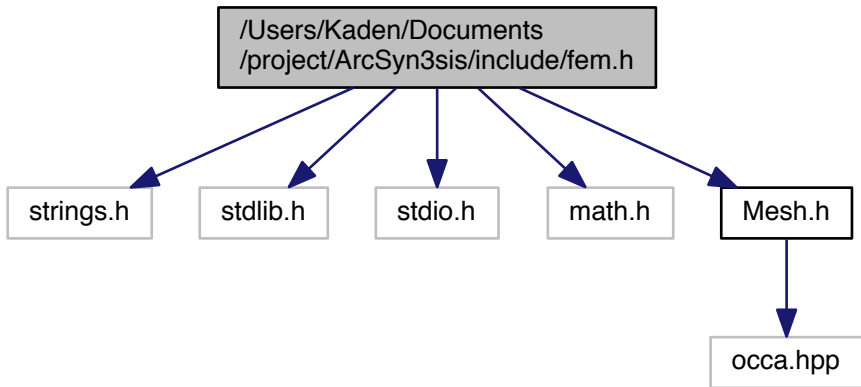 /Users/Kaden/Documents
/project/ArcSyn3sis/include/fem.h
strings.h
stdlib.h
stdio.h
math.h
Mesh.h
occa.hpp